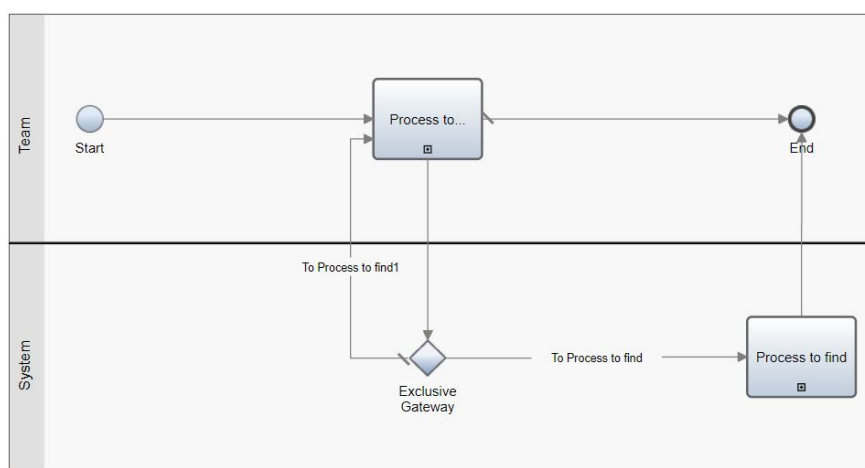 Team
Start
Process to...
End
To Process to find1
System
Exclusive
Gateway
To Process to find
Process to find